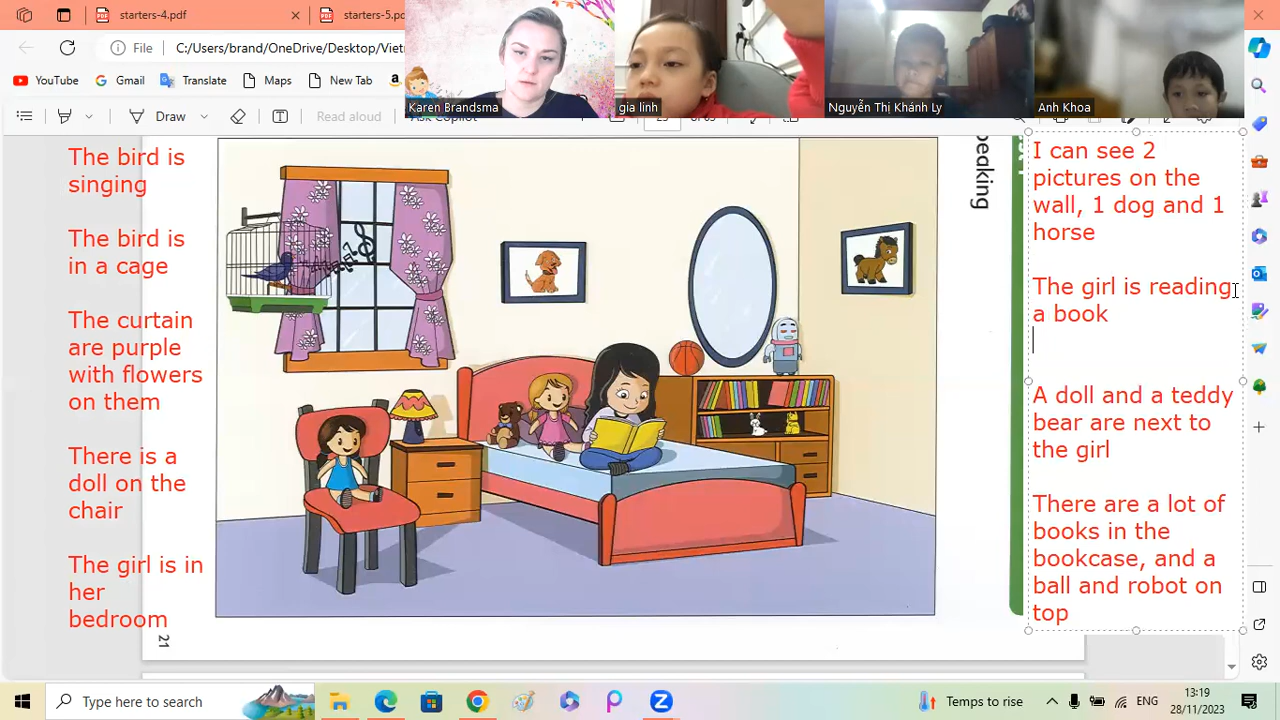 starters-4.pdf
starters-5.p
File
C:/Users/brand/OneDrive/Desktop/Viet
YouTube
Gmail
Translate
Maps
New Tab
Draw
Read aloud
Ask Copilot
Karen Brandsma
gia linh
Nguyễn Thị Khánh Ly
Anh Khoa
The bird is
singing
The bird is
in a cage
The curtain
are purple
with flowers
on them
There is a
doll on the
chair
The girl is in
her
bedroom
peaking
21
I can see 2
pictures on the
wall, 1 dog and 1
horse
The girl is reading
a book
A doll and a teddy
bear are next to
the girl
There are a lot of
books in the
bookcase, and a
ball and robot on
top
Type here to search
Temps to rise
ENG
13:19
28/11/2023